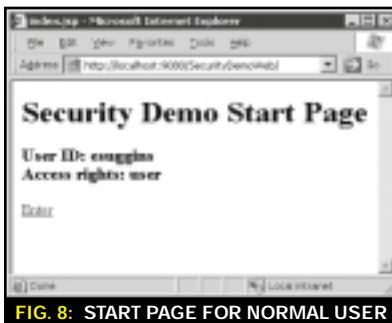 index.jsp - Microsoft Internet Explorer
File Edit View Favorites Tools Help
Address http://localhost:9080/SecurityDemoWeb/ Go
Security Demo Start Page
User ID: esuggins
Access rights: user
Enter
Done Local intranet
FIG. 8: START PAGE FOR NORMAL USER